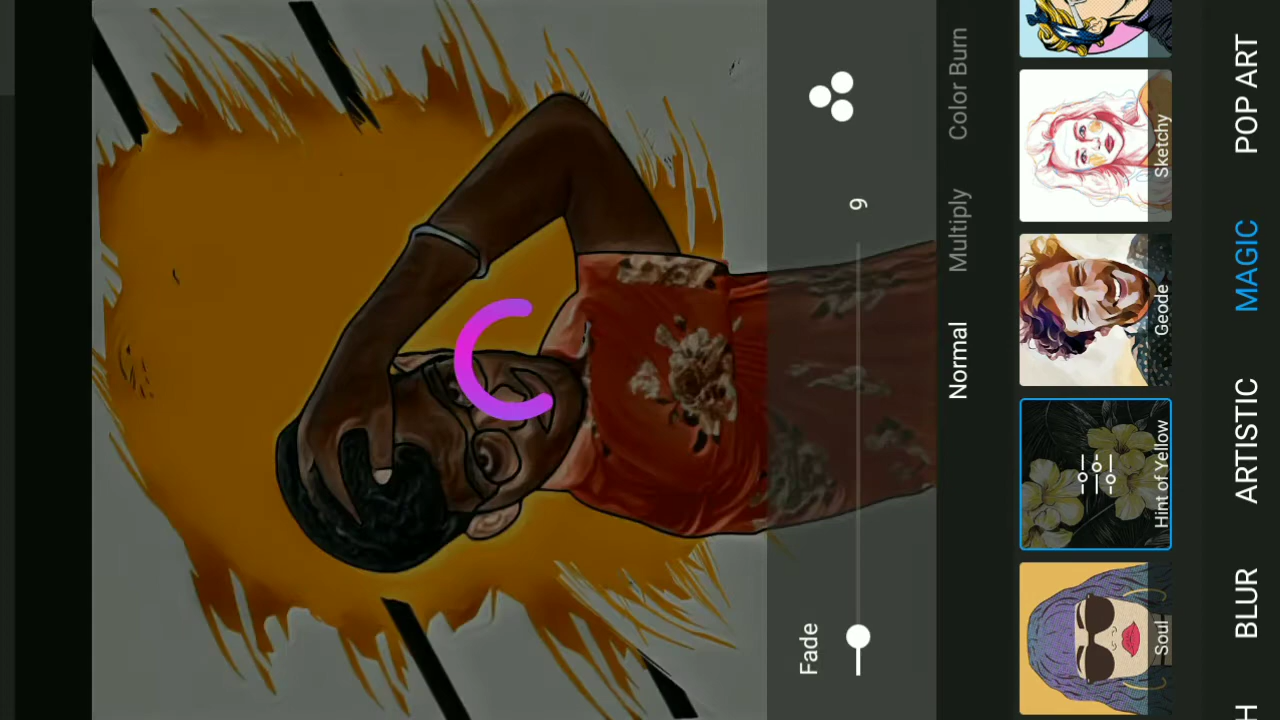 Fade
9
Normal
Multiply
Color Burn
Soul
Hint of Yellow
Geode
Sketchy
BLUR
ARTISTIC
MAGIC
POP ART